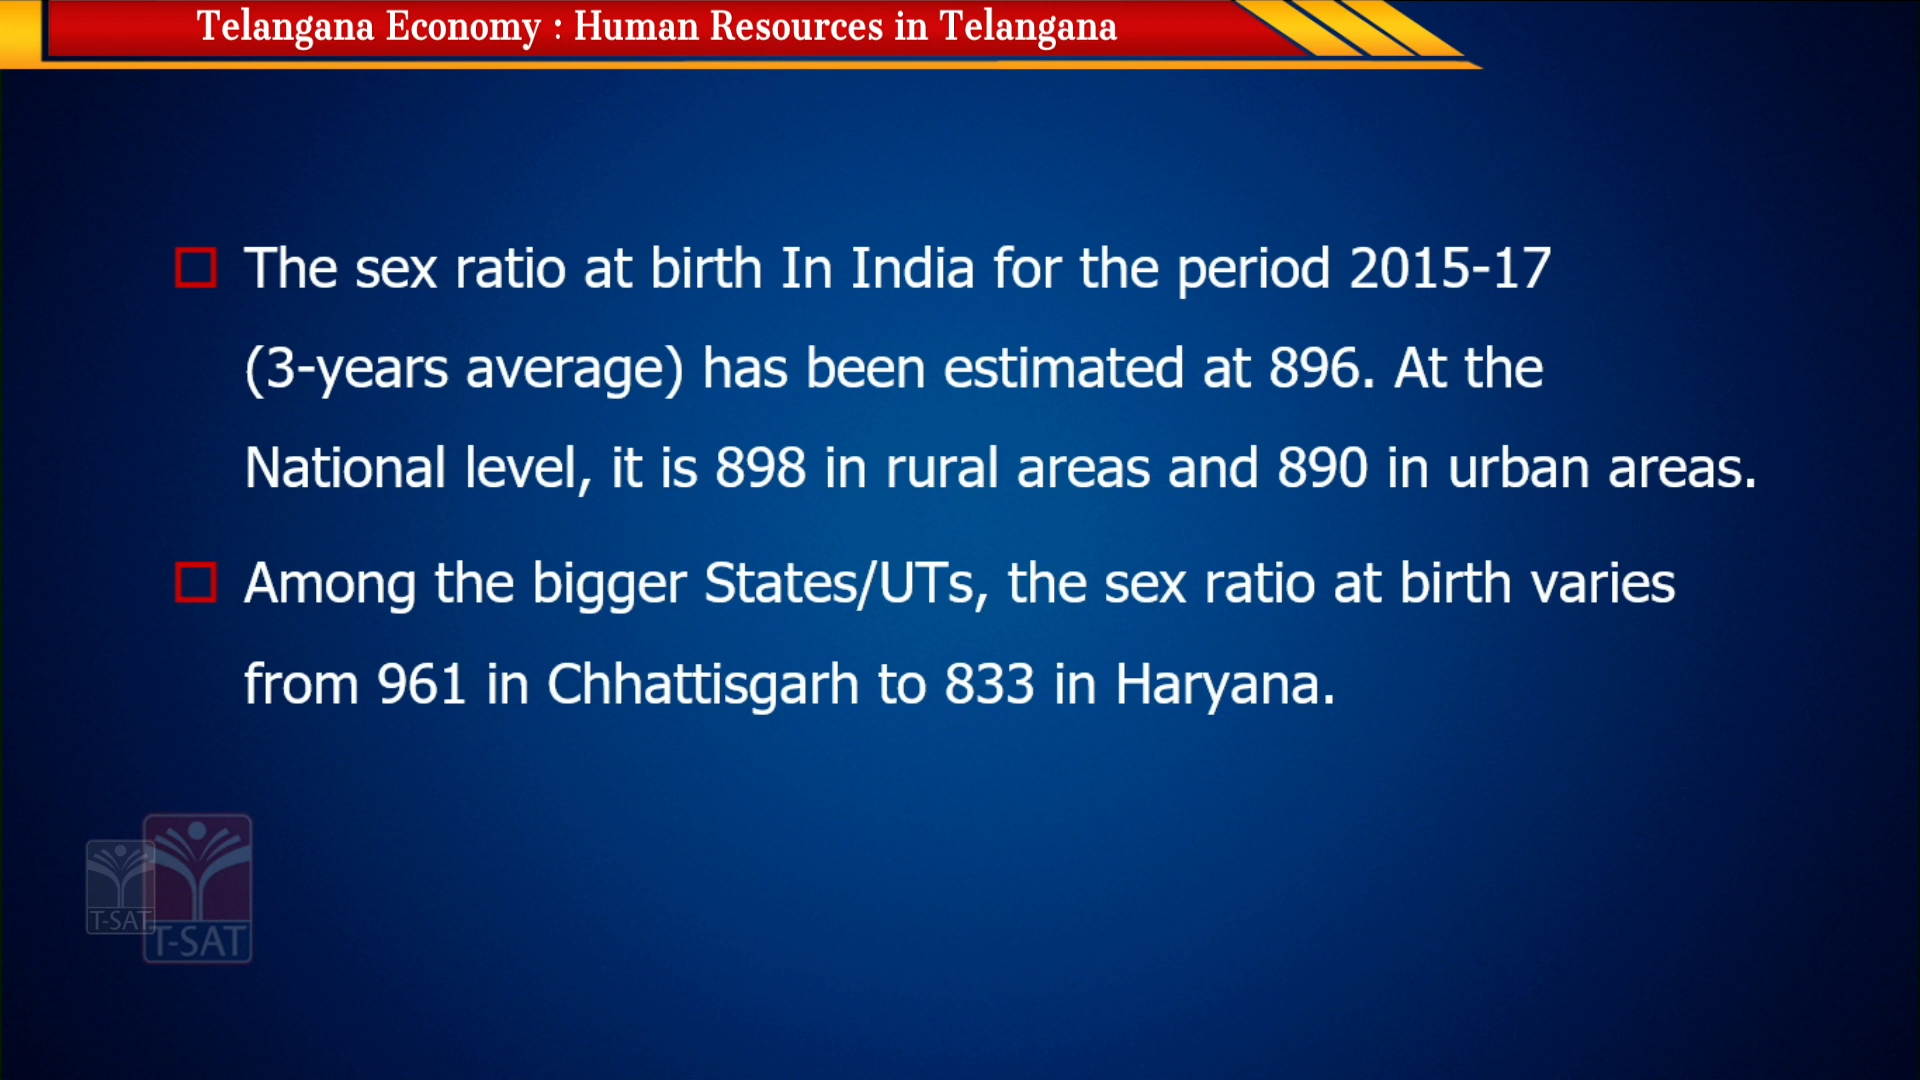 Telangana Economy : Human Resources in Telangana
The sex ratio at birth In India for the period 2015-17
(3-years average) has been estimated at 896. At the
National level, it is 898 in rural areas and 890 in urban areas.
Among the bigger States/UTs, the sex ratio at birth varies
from 961 in Chhattisgarh to 833 in Haryana.
T-SAT
T-SAT